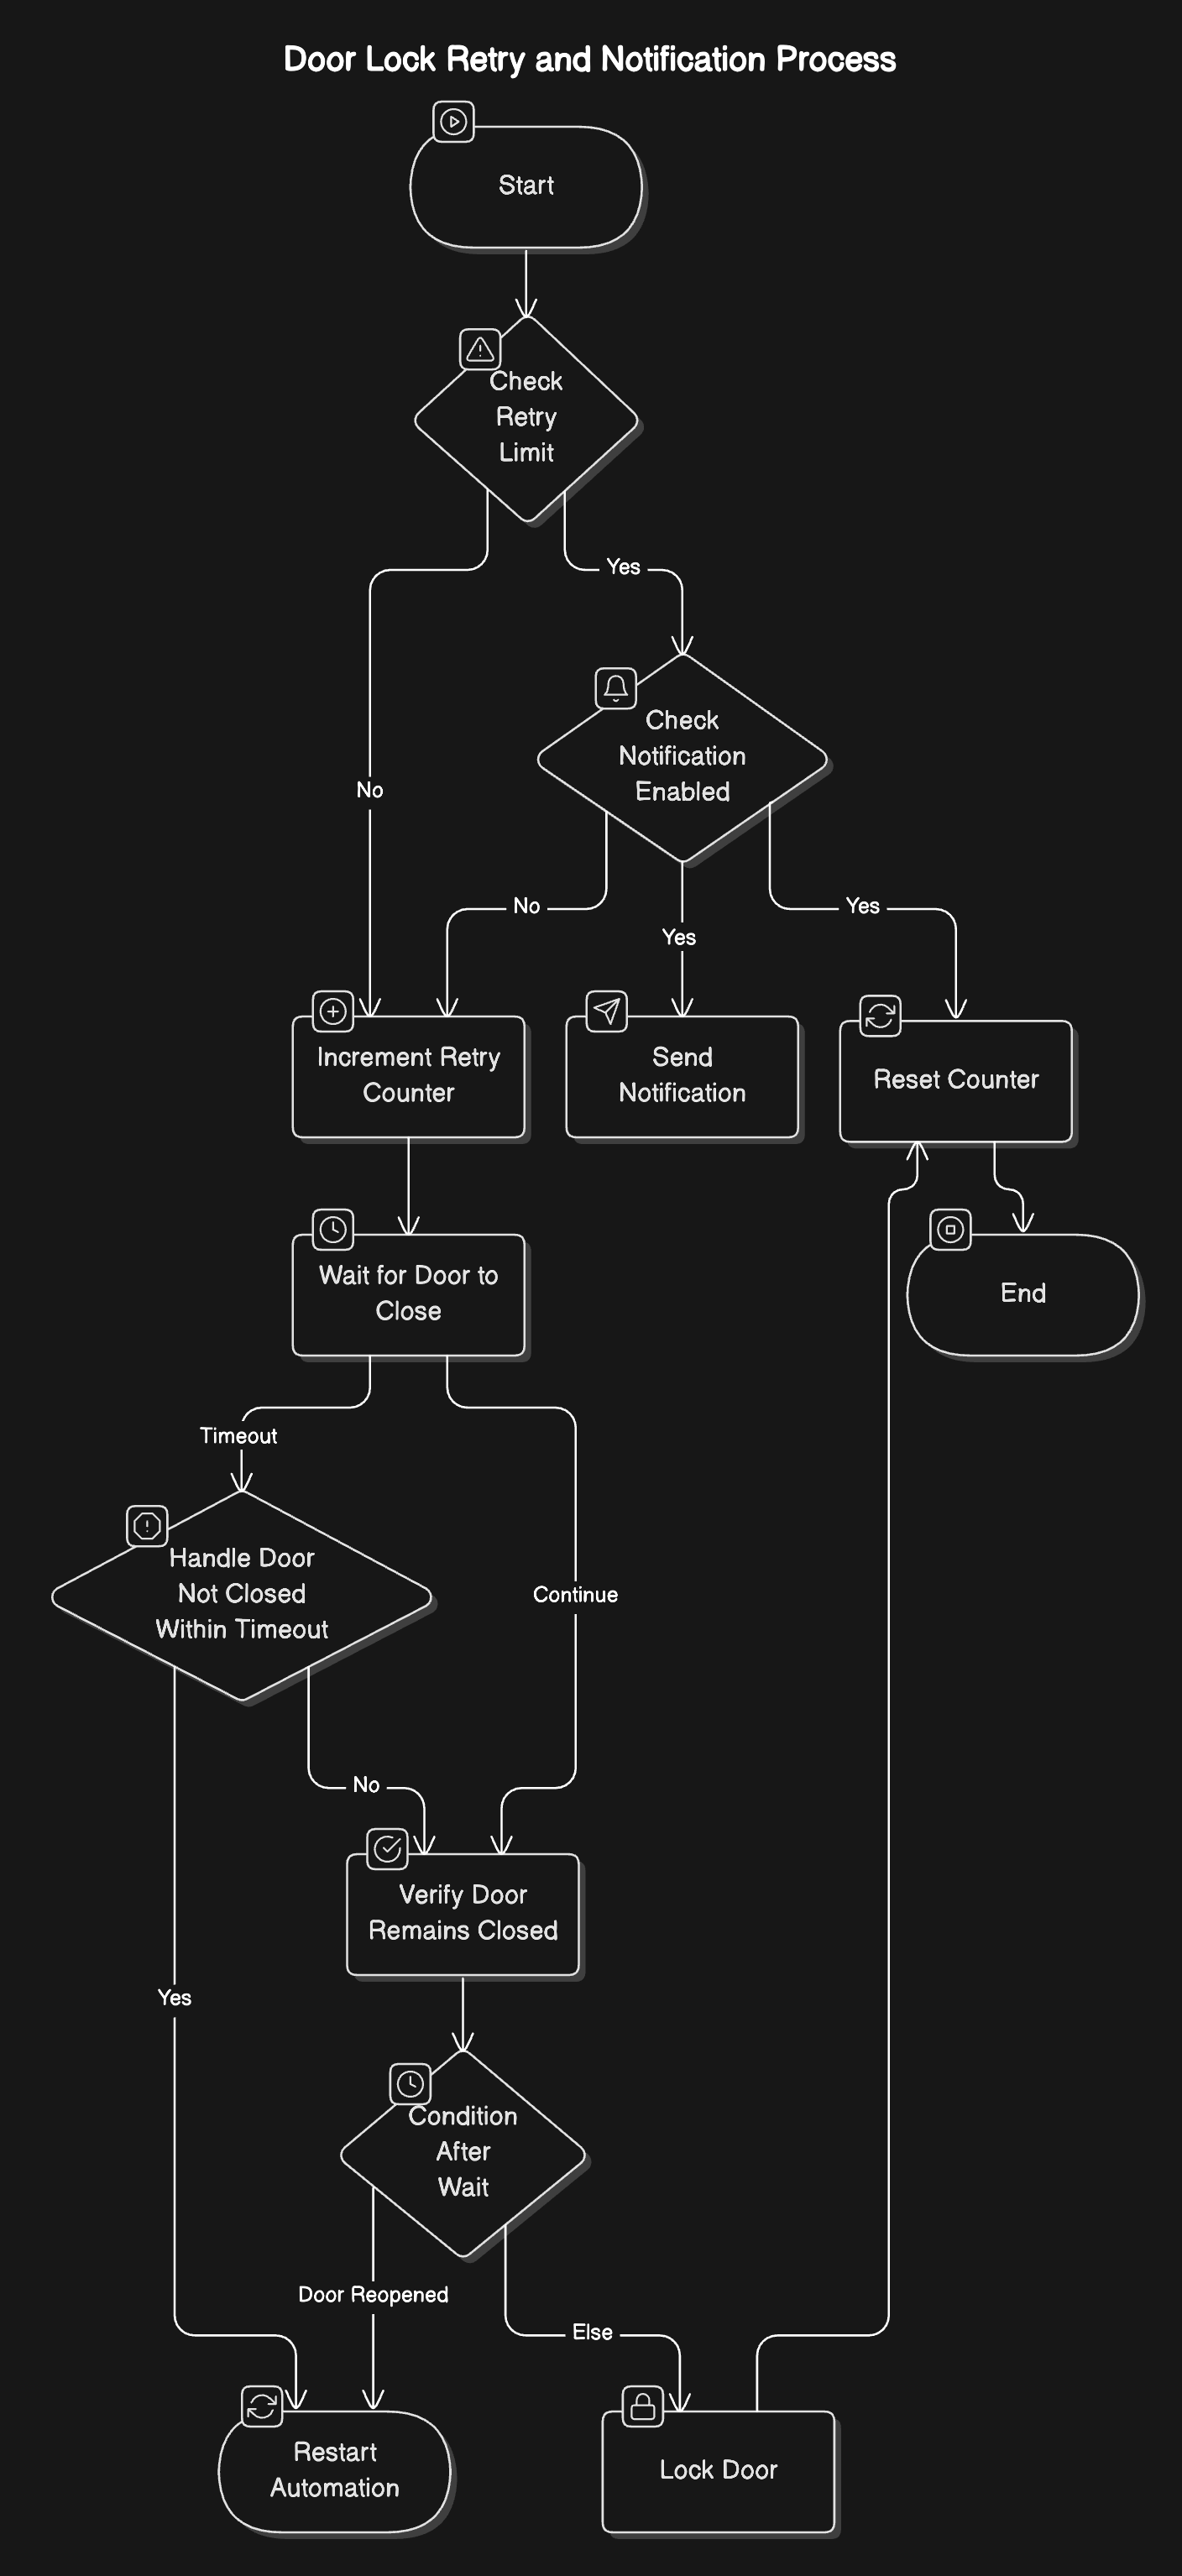 Door Lock Retry and Notification Process
Start
Check
Retry
Limit
Yes
No
Check
Notification
Enabled
No
Yes
Yes
Increment Retry
Counter
Send
Notification
Reset Counter
Wait for Door to
Close
End
Timeout
Handle Door
Not Closed
Within Timeout
Continue
No
Verify Door
Remains Closed
Yes
Condition
After
Wait
Door Reopened
Else
Restart
Automation
Lock Door